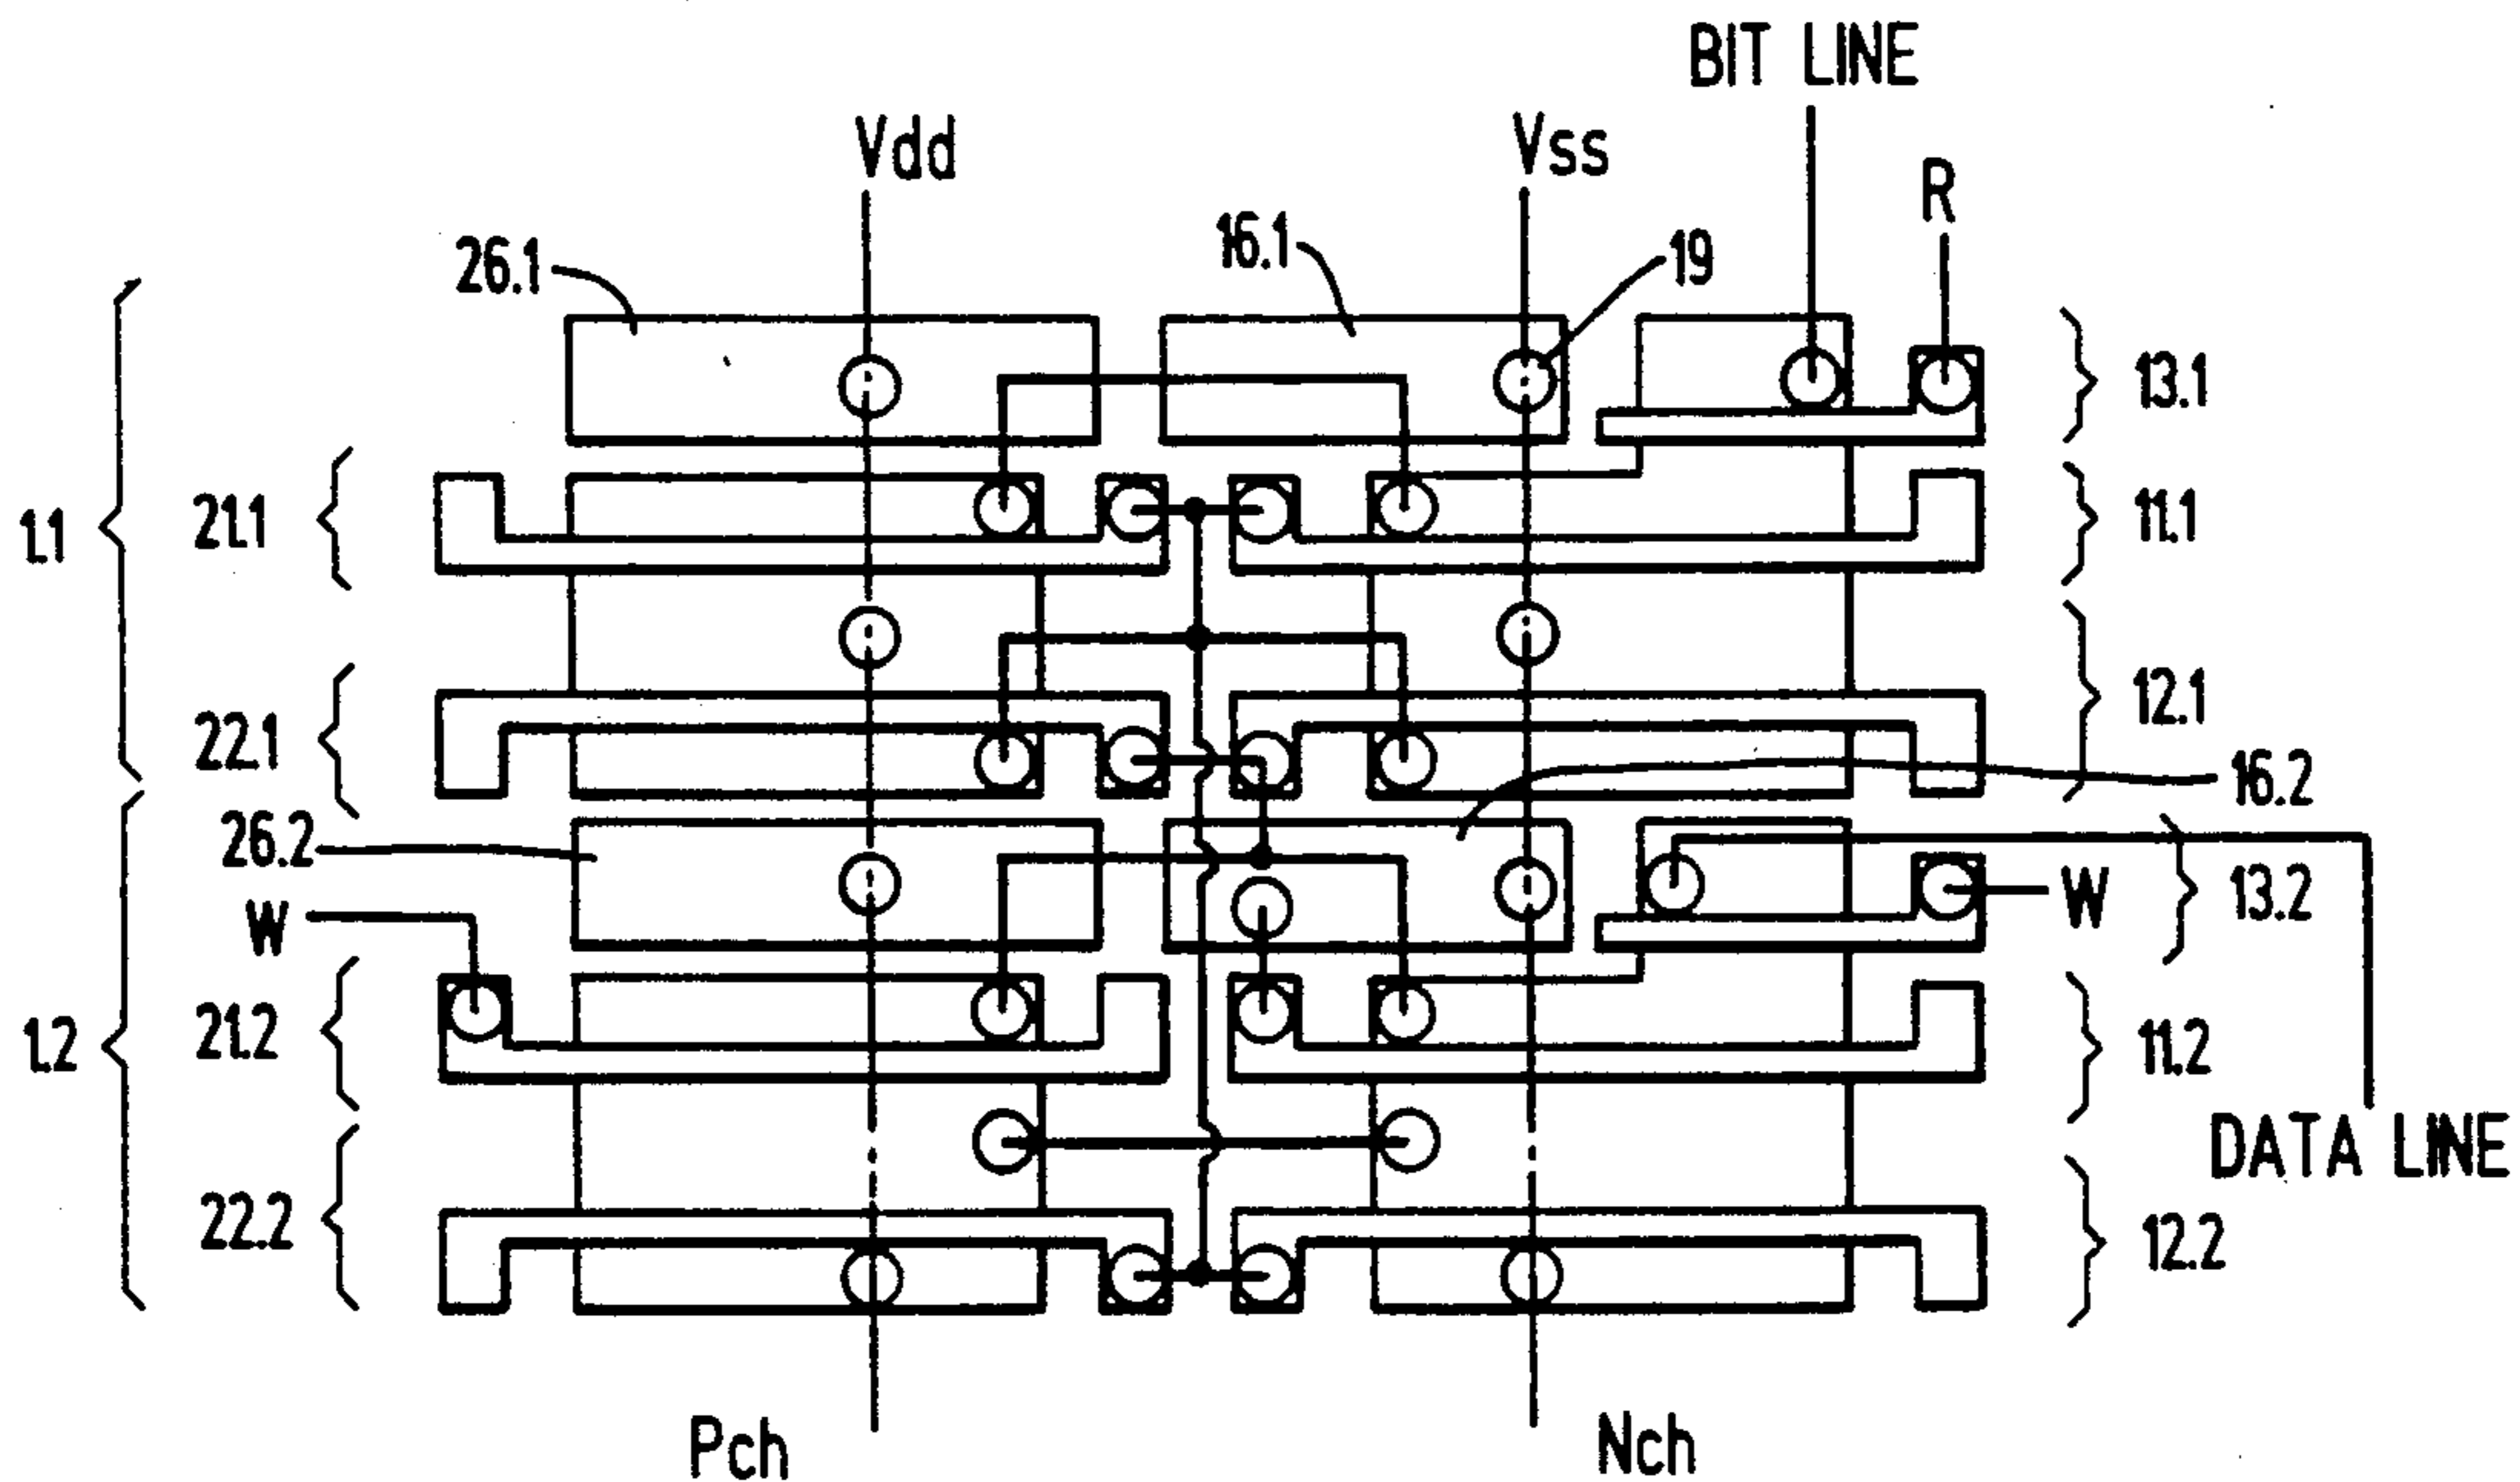 BIT LINE
Vdd
Vss
R
26.1
16.1
19
13.1
1.1
21.1
11.1
22.1
12.1
16.2
26.2
W
W
13.2
1.2
21.2
11.2
DATA LINE
22.2
12.2
Pch
Nch